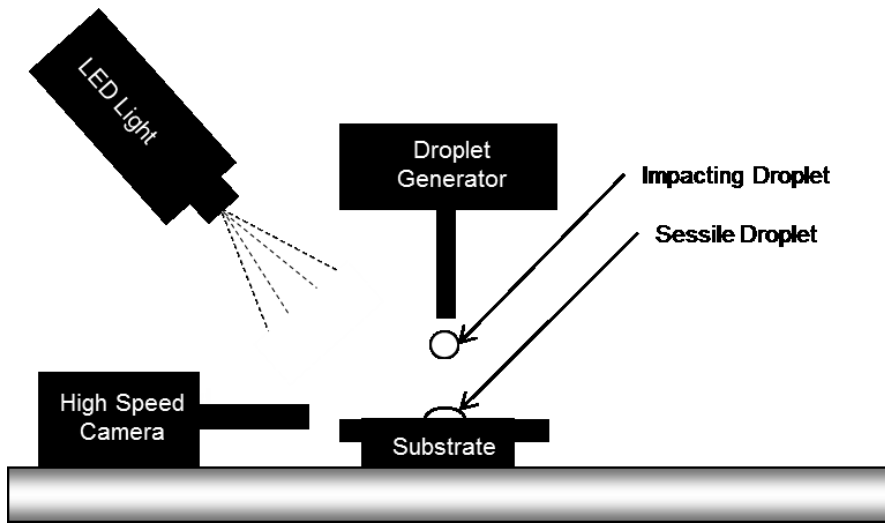 LED Light
Droplet
Generator
Impacting Droplet
Sessile Droplet
High Speed
Camera
Substrate